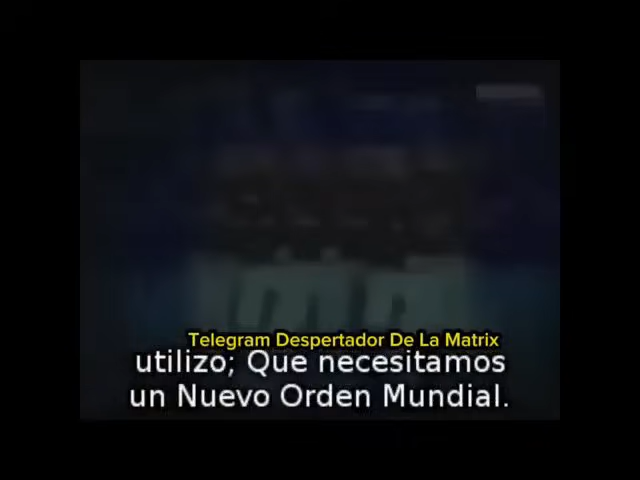 Telegram Despertador De La Matrix
utilizo; Que necesitamos
un Nuevo Orden Mundial.